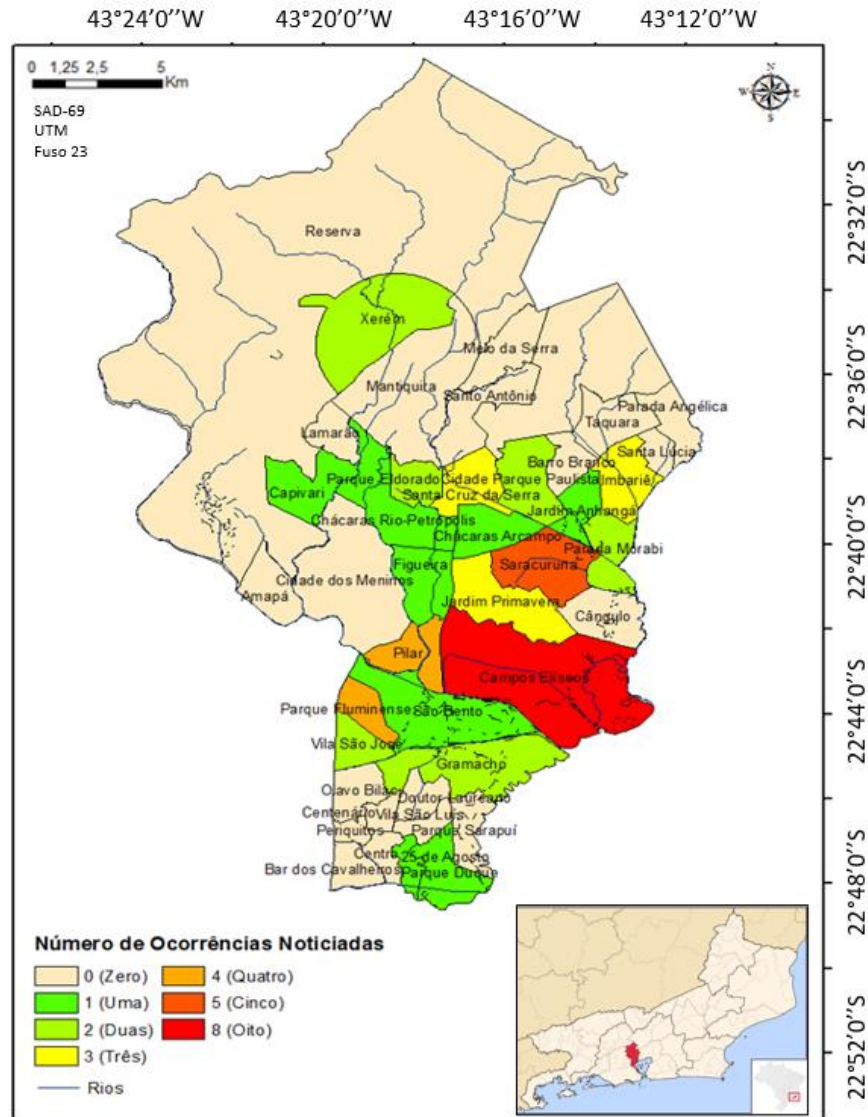 43°24'0''W 43°20'0''W 43°16'0''W 43°12'0''W
0 1,25 2,5 5
Km
SAD-69
UTM
Fuso 23
N
W E
S
22°32'0''S
Reserva
Xerém
Meio da Serra
22°36'0''S
Mantiquita
Santo Antônio
Parada Angélica
Taquara
Lamarão
Santa Lúcia
Barro Branco
Parque Eldorado
Cidade Parque Paulista
Imbariê
Capivari
Santa Cruz da Serra
Jardim Anhangá
Chácaras Rio-Petrópolis
Chácaras Arcampo
22°40'0''S
Parada Morabi
Figueira
Saracuruna
Cidade dos Meninos
Amapá
Jardim Primavera
Cângulo
Pilar
Campos Elíseos
22°44'0''S
Parque Fluminense
São Bento
Vila São José
Gramacho
Olavo Bilac
Doutor Laureano
Centenário
Vila São Luis
Periquitos
Parque Sarapuí
Centro
25 de Agosto
Bar dos Cavalheiros
Parque Duque
22°48'0''S
Número de Ocorrências Noticiadas
0 (Zero) 4 (Quatro)
1 (Uma) 5 (Cinco)
2 (Duas) 8 (Oito)
3 (Três)
Rios
22°52'0''S